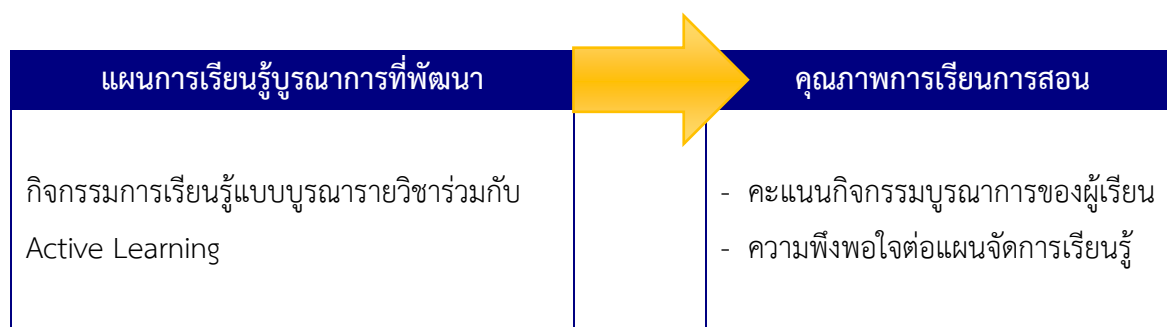 แผนการเรียนรู้บูรณาการที่พัฒนา
คุณภาพการเรียนการสอน
กิจกรรมการเรียนรู้แบบบูรณารายวิชาร่วมกับ
Active Learning
- คะแนนกิจกรรมบูรณาการของผู้เรียน
- ความพึงพอใจต่อแผนจัดการเรียนรู้